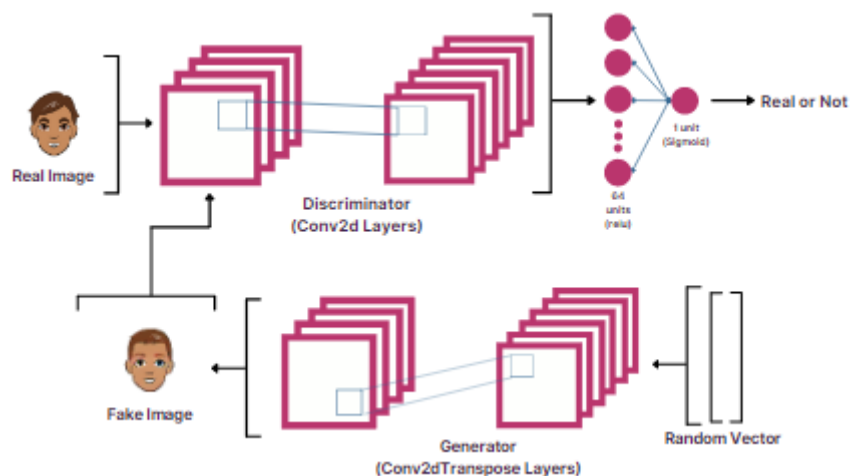 Real Image
Discriminator
(Conv2d Layers)
64
units
(relu)
1 unit
(Sigmoid)
Real or Not
Fake Image
Generator
(Conv2dTranspose Layers)
Random Vector